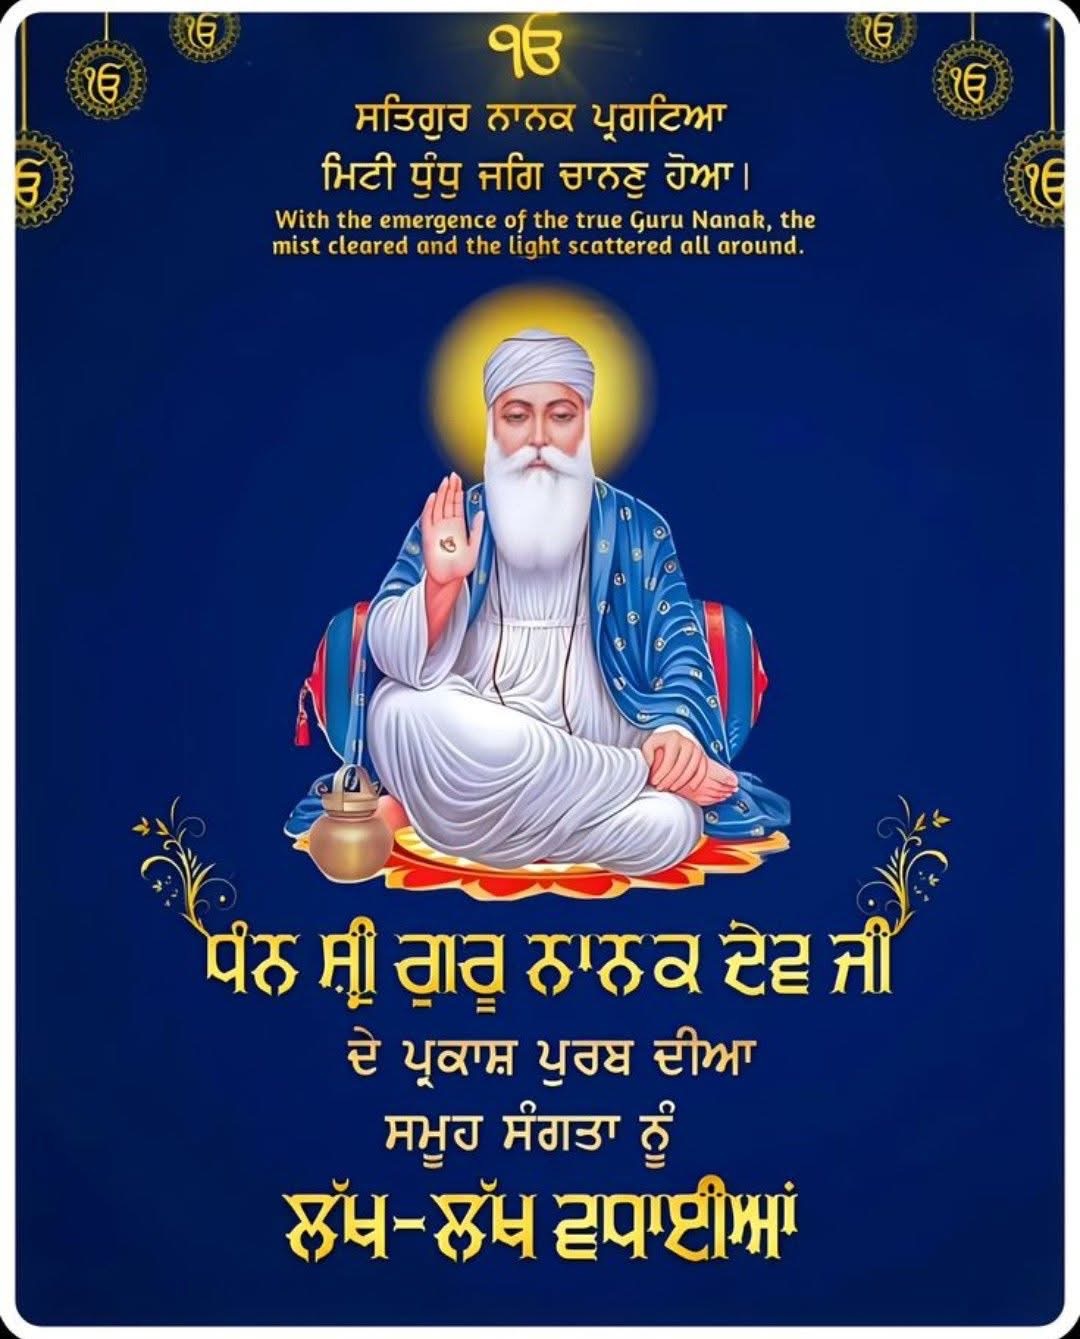 ੴ
ਸਤਿਗੁਰ ਨਾਨਕ ਪ੍ਰਗਟਿਆ
ਮਿਟੀ ਧੁੰਧੁ ਜਗਿ ਚਾਨਣੁ ਹੋਆ।
With the emergence of the true Guru Nanak, the
mist cleared and the light scattered all around.
ਧੰਨ ਸ਼੍ਰੀ ਗੁਰੂ ਨਾਨਕ ਦੇਵ ਜੀ
ਦੇ ਪ੍ਰਕਾਸ਼ ਪੁਰਬ ਦੀਆ
ਸਮੂਹ ਸੰਗਤਾ ਨੂੰ
ਲੱਖ-ਲੱਖ ਵਧਾਈਆਂ